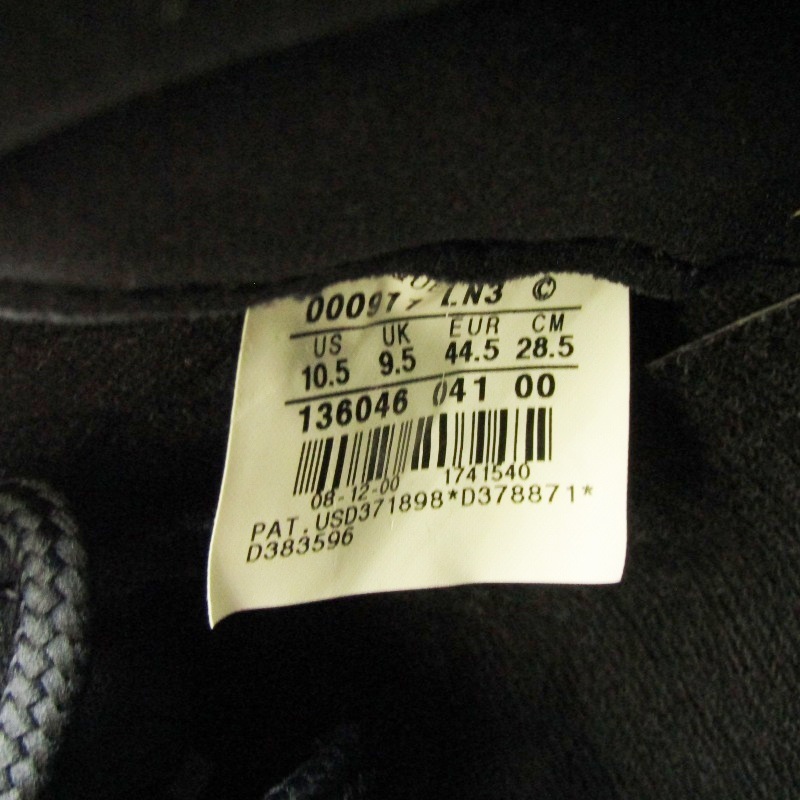 LN3 ©
US UK EUR CM
10.5 9.5 44.5 28.5
136046 041 00
08-12-00 1741540
PAT.USD371898*D378871*
D383596